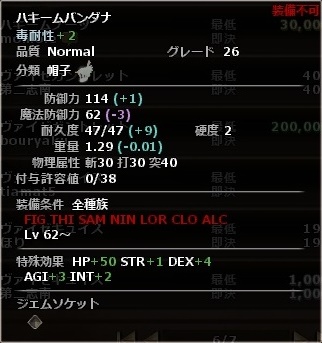 ハキームバンダナ 装備不可
毒耐性+2
品質 Normal グレード 26
分類 帽子
防御力 114 (+1)
魔法防御力 62 (-3)
耐久度 47/47 (+9) 硬度 2
重量 1.29 (-0.01)
物理属性 斬30 打30 突40
付与許容値 0/38
装備条件 全種族
FIG THI SAM NIN LOR CLO ALC
Lv 62～
特殊効果 HP+50 STR+1 DEX+4
AGI+3 INT+2
ジェムソケット